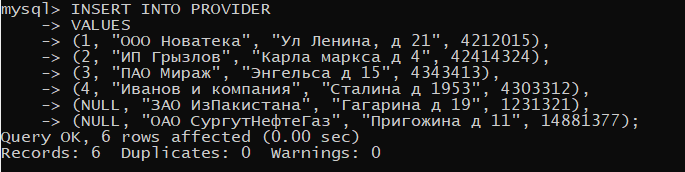 mysql> INSERT INTO PROVIDER
-> VALUES
-> (1, "ООО Новатека", "Ул Ленина, д 21", 4212015),
-> (2, "ИП Грызлов", "Карла маркса д 4", 42414324),
-> (3, "ПАО Мираж", "Энгельса д 15", 4343413),
-> (4, "Иванов и компания", "Сталина д 1953", 4303312),
-> (NULL, "ЗАО ИзПакистана", "Гагарина д 19", 1231321),
-> (NULL, "ОАО СургутНефтеГаз", "Пригожина д 11", 14881377);
Query OK, 6 rows affected (0.00 sec)
Records: 6  Duplicates: 0  Warnings: 0